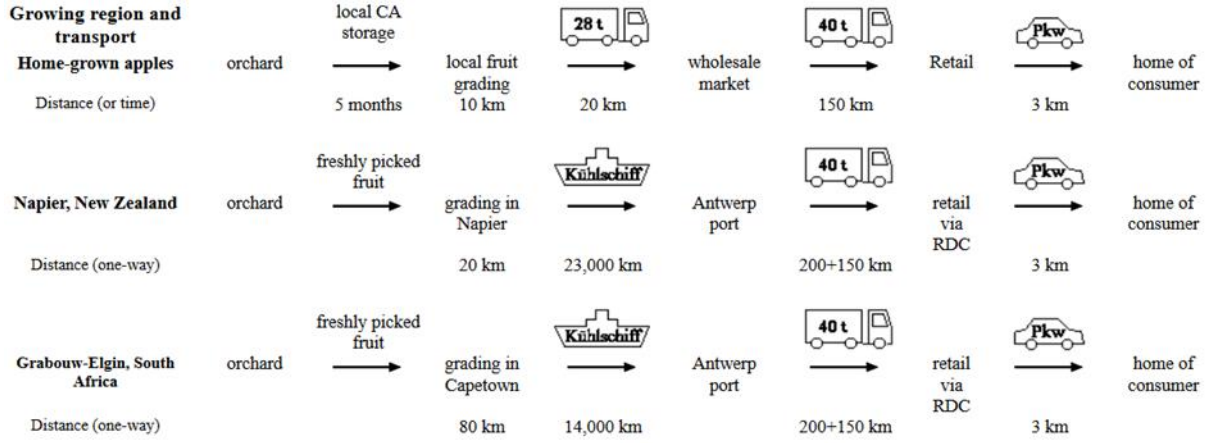 Growing region and
transport
local CA
storage
28 t
40 t
Pkw
Home-grown apples
orchard
local fruit
grading
wholesale
market
Retail
home of
consumer
Distance (or time)
5 months
10 km
20 km
150 km
3 km
freshly picked
fruit
Kühlschiff
40 t
Pkw
Napier, New Zealand
orchard
grading in
Napier
Antwerp
port
retail
via
RDC
home of
consumer
Distance (one-way)
20 km
23,000 km
200+150 km
3 km
freshly picked
fruit
Kühlschiff
40 t
Pkw
Grabouw-Elgin, South
Africa
orchard
grading in
Capetown
Antwerp
port
retail
via
RDC
home of
consumer
Distance (one-way)
80 km
14,000 km
200+150 km
3 km